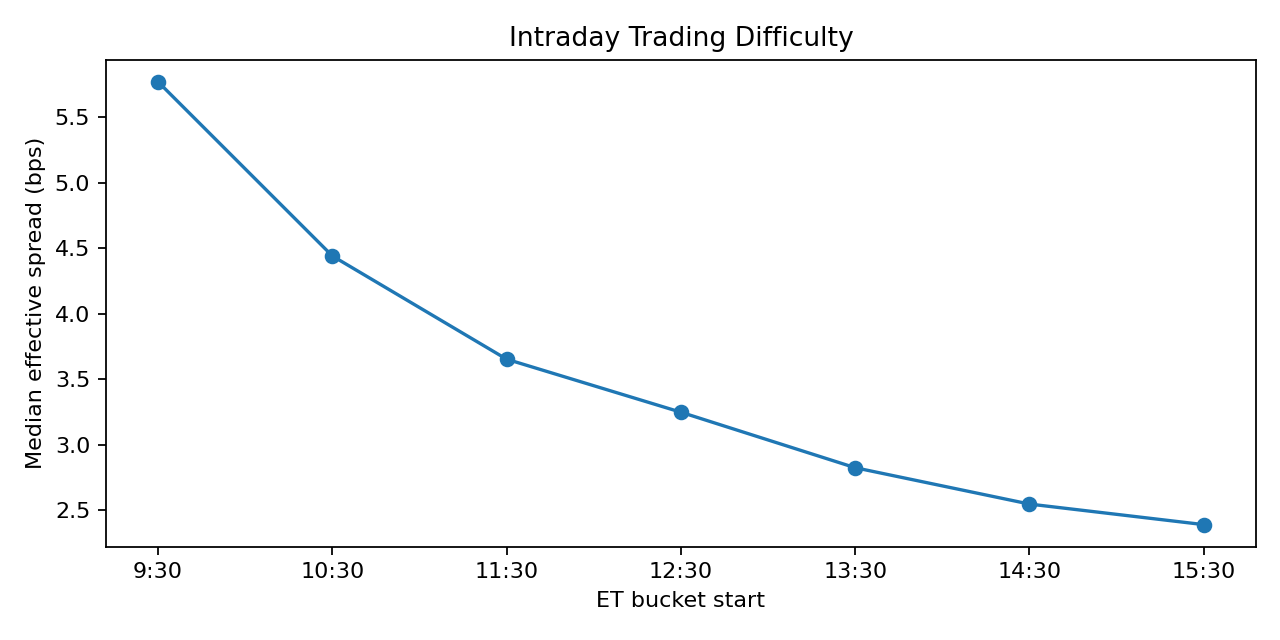 Intraday Trading Difficulty
Median effective spread (bps)
5.5
5.0
4.5
4.0
3.5
3.0
2.5
9:30 10:30 11:30 12:30 13:30 14:30 15:30
ET bucket start